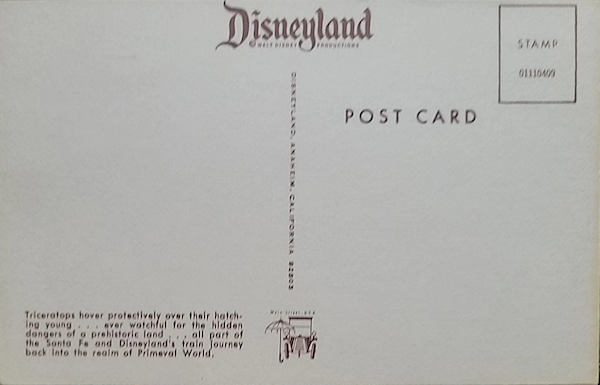 Disneyland
© WALT DISNEY PRODUCTIONS
STAMP
01110409
POST CARD
DISNEYLAND, ANAHEIM, CALIFORNIA 92803
Triceratops hover protectively over their hatch-
ing young . . . ever watchful for the hidden
dangers of a prehistoric land . . . all part of
the Santa Fe and Disneyland's train journey
back into the realm of Primeval World.
Main Street, U.S.A.